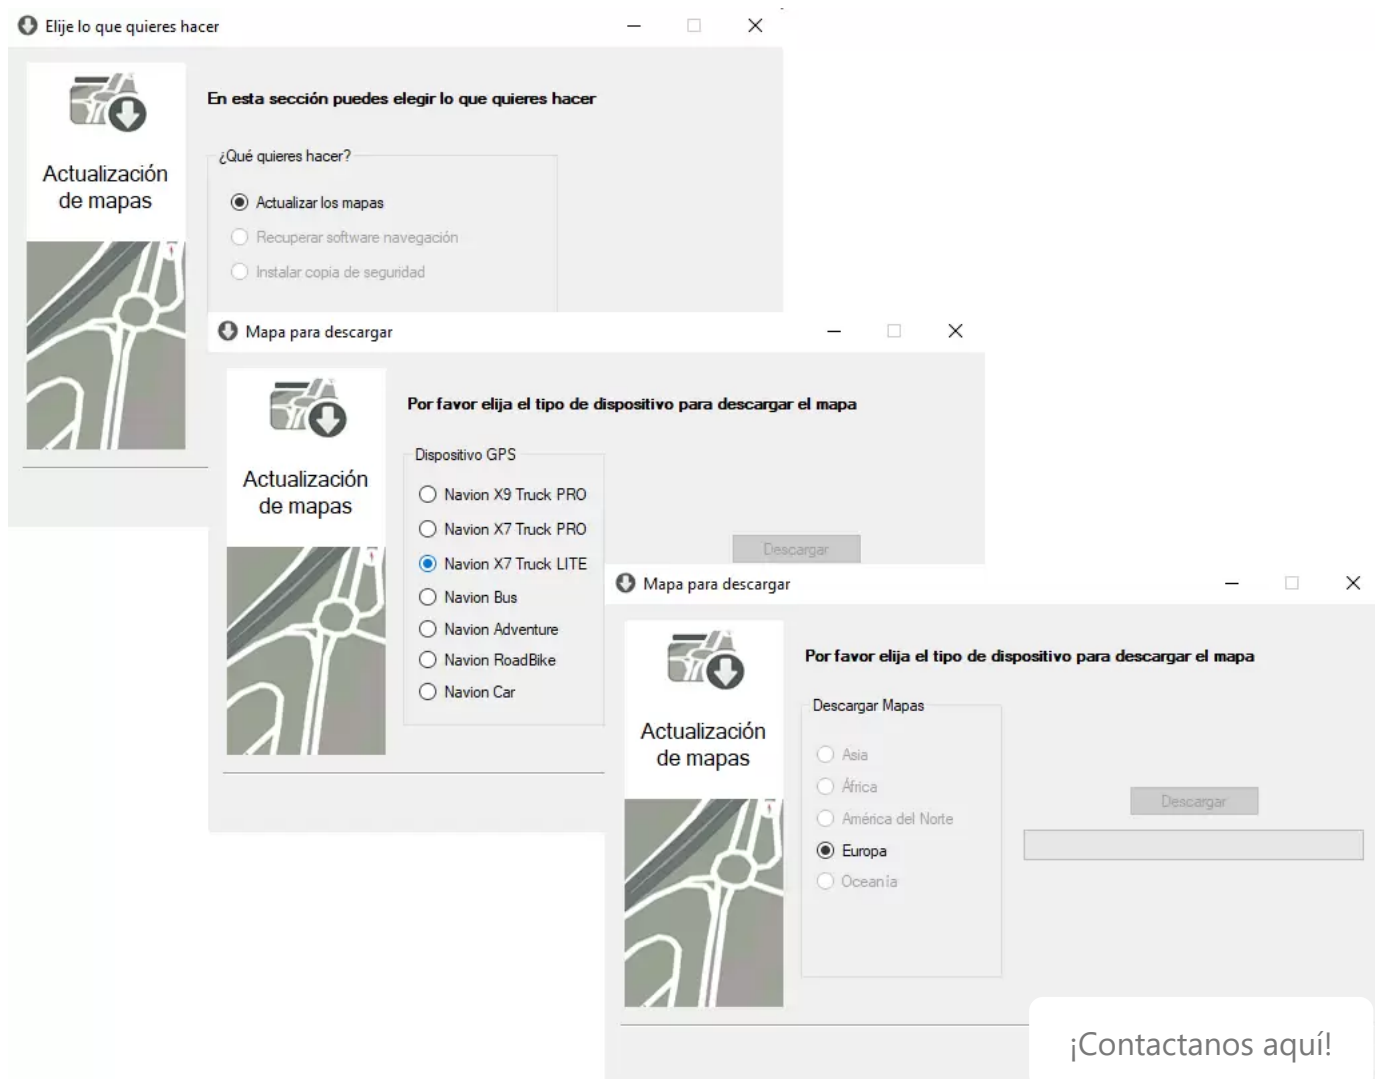 Elije lo que quieres hacer
Actualización
de mapas
En esta sección puedes elegir lo que quieres hacer
¿Qué quieres hacer?
Actualizar los mapas
Recuperar software navegación
Instalar copia de seguridad
Mapa para descargar
Actualización
de mapas
Por favor elija el tipo de dispositivo para descargar el mapa
Dispositivo GPS
Navion X9 Truck PRO
Navion X7 Truck PRO
Navion X7 Truck LITE
Navion Bus
Navion Adventure
Navion RoadBike
Navion Car
Descargar
Mapa para descargar
Actualización
de mapas
Por favor elija el tipo de dispositivo para descargar el mapa
Descargar Mapas
Asia
África
América del Norte
Europa
Oceanía
Descargar
¡Contactanos aquí!